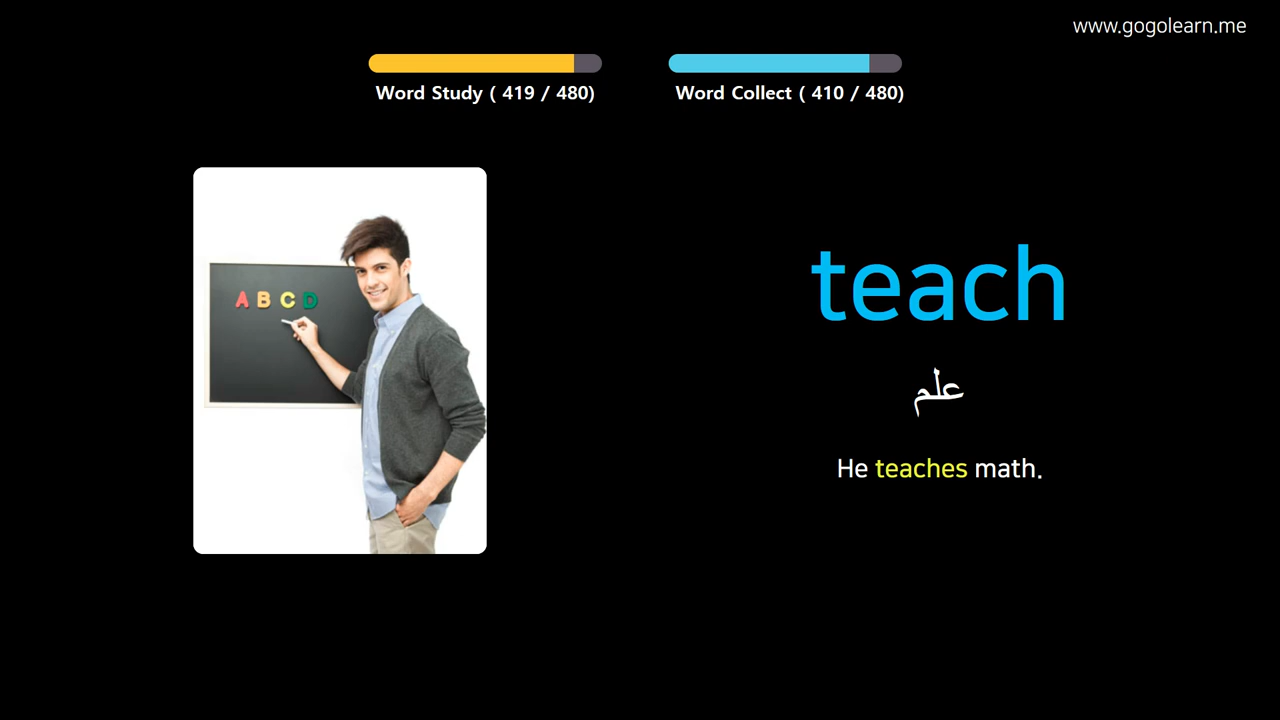 www.gogolearn.me
Word Study ( 419 / 480)
Word Collect ( 410 / 480)
A B C D
teach
علم
He teaches math.